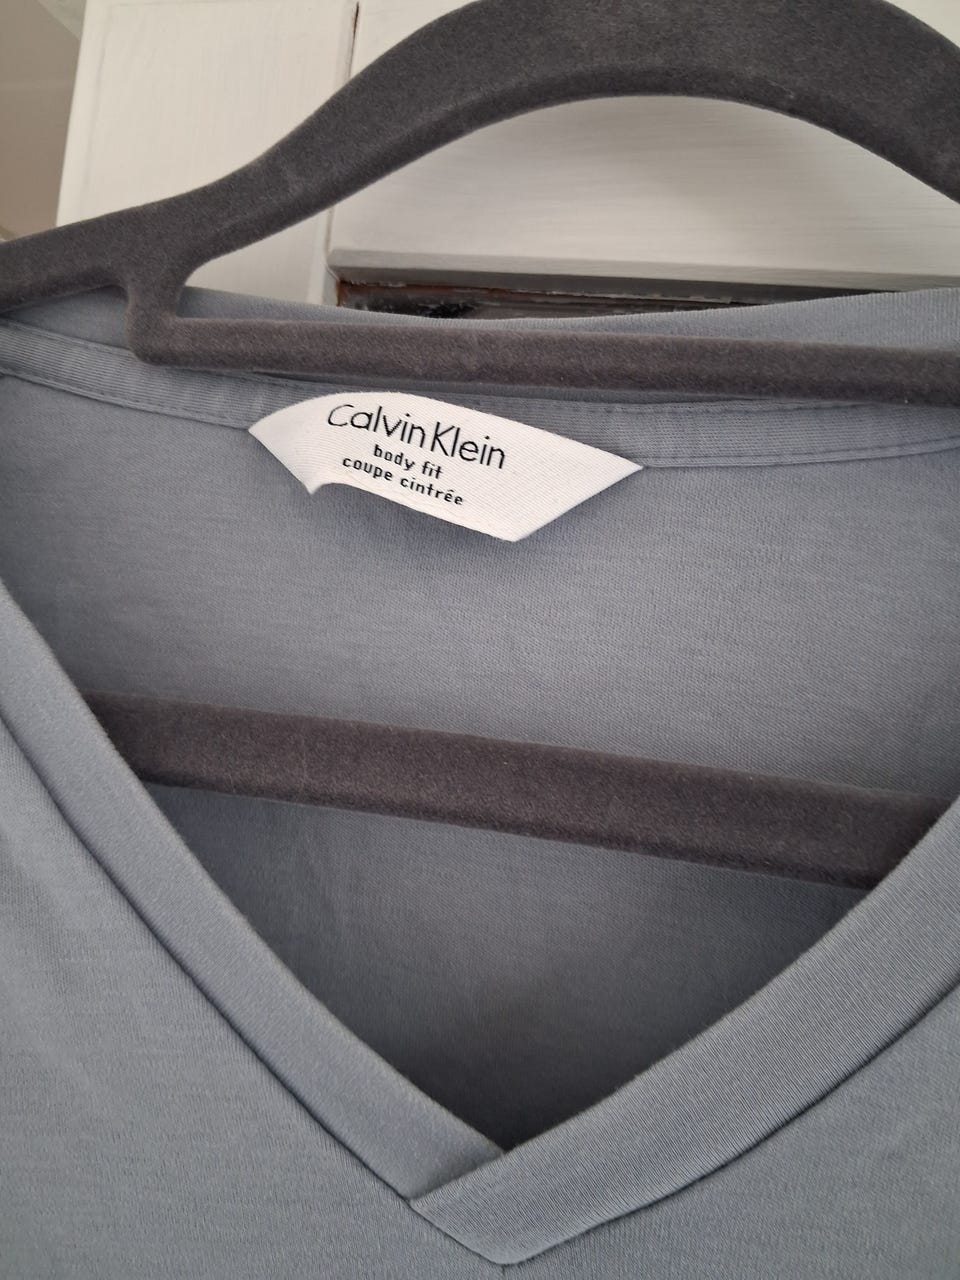 Calvin Klein
body fit
coupe cintrée